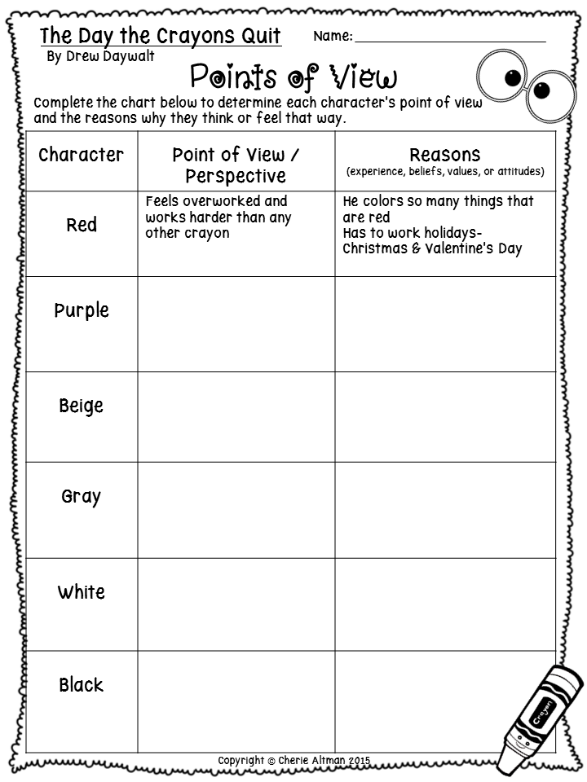 The Day the Crayons Quit Name:
By Drew Daywalt
Points of View
Complete the chart below to determine each character's point of view
and the reasons why they think or feel that way.
Character
Point of View /
Perspective
Reasons
(experience, beliefs, values, or attitudes)
Red
Feels overworked and
works harder than any
other crayon
He colors so many things that
are red
Has to work holidays-
Christmas & Valentine's Day
Purple
Beige
Gray
White
Black
Crayon
Copyright © Cherie Altman 2015